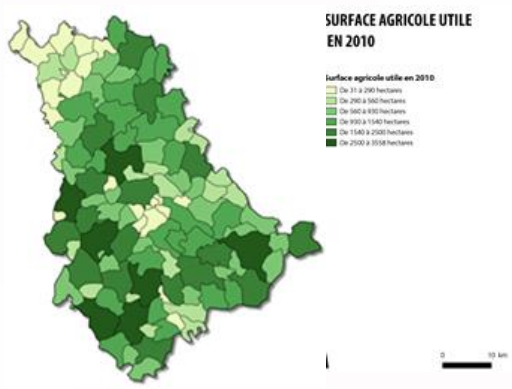 SURFACE AGRICOLE UTILE
EN 2010
Surface agricole utile en 2010
De 31 à 290 hectares
De 290 à 560 hectares
De 560 à 930 hectares
De 930 à 1540 hectares
De 1540 à 2500 hectares
De 2500 à 3558 hectares
0 10 km